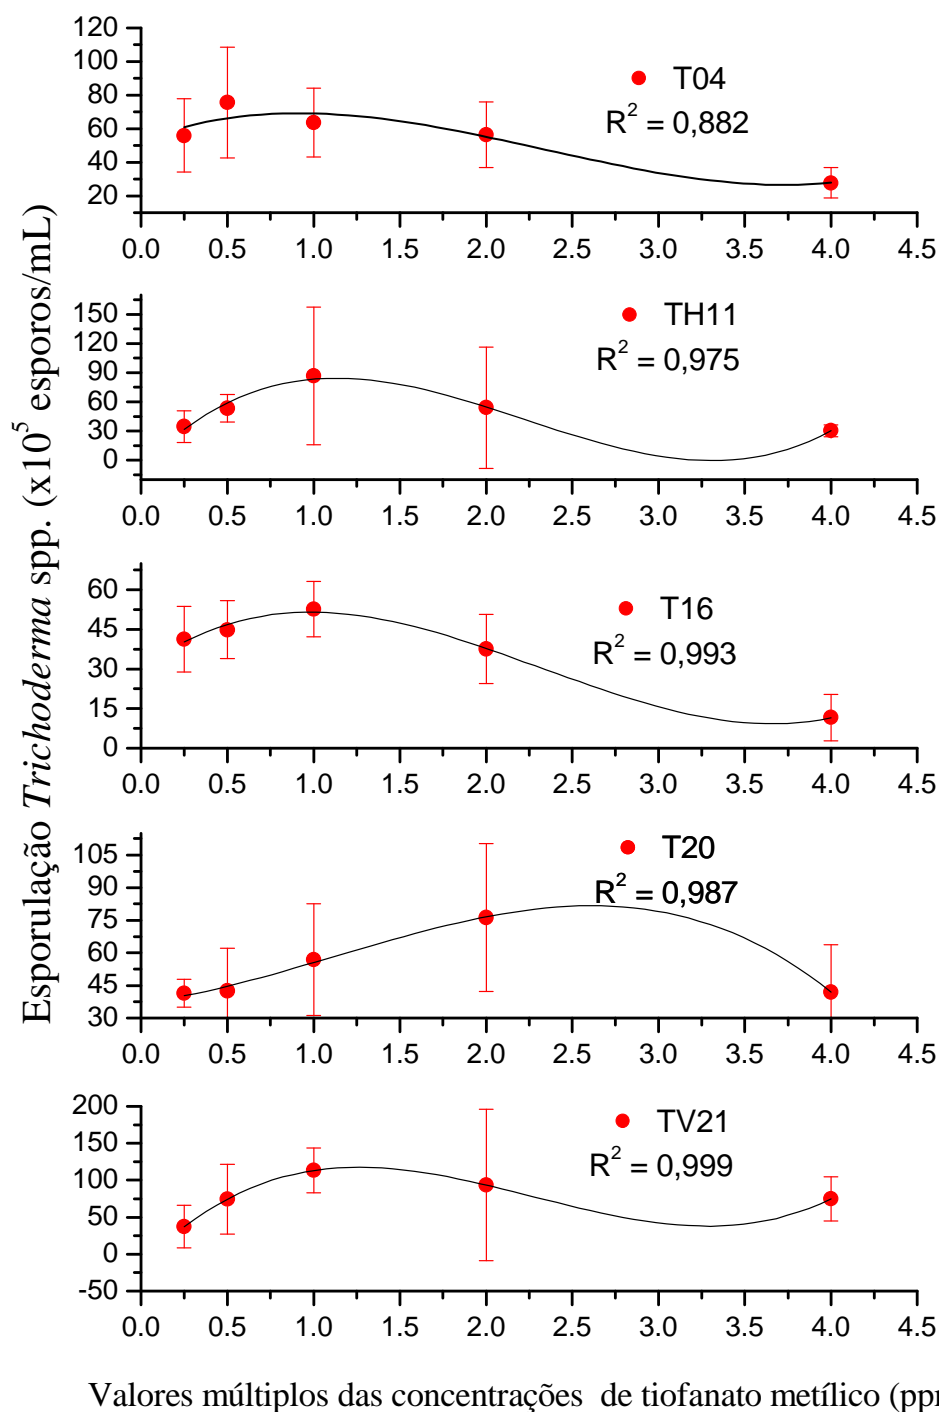 Esporulação Trichoderma spp. (x10⁵ esporos/mL)
120
100
80
60
40
20
T04
R² = 0,882
0.0 0.5 1.0 1.5 2.0 2.5 3.0 3.5 4.0 4.5
150
120
90
60
30
0
TH11
R² = 0,975
0.0 0.5 1.0 1.5 2.0 2.5 3.0 3.5 4.0 4.5
60
45
30
15
0
T16
R² = 0,993
0.0 0.5 1.0 1.5 2.0 2.5 3.0 3.5 4.0 4.5
105
90
75
60
45
30
T20
R² = 0,987
0.0 0.5 1.0 1.5 2.0 2.5 3.0 3.5 4.0 4.5
200
150
100
50
0
-50
TV21
R² = 0,999
0.0 0.5 1.0 1.5 2.0 2.5 3.0 3.5 4.0 4.5
Valores múltiplos das concentrações de tiofanato metílico (ppm